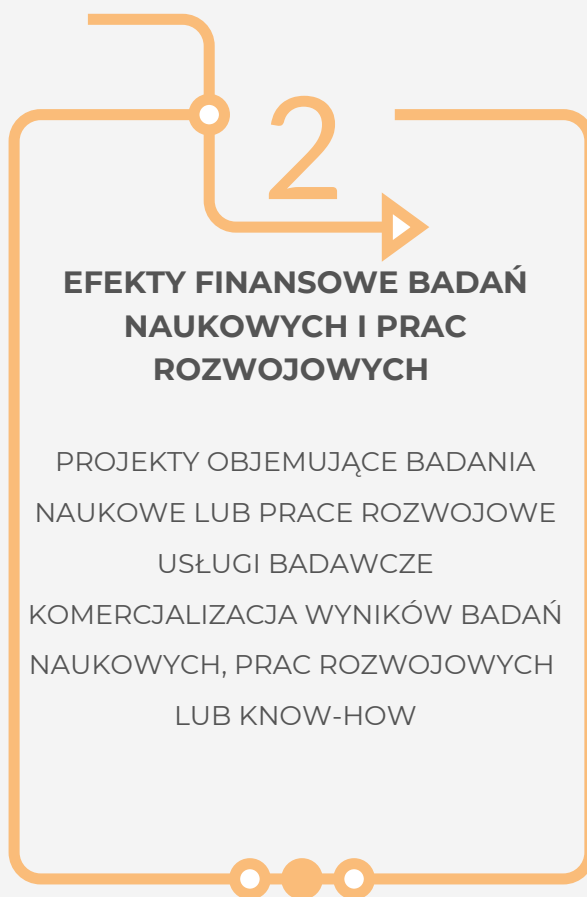 2
EFEKTY FINANSOWE BADAŃ
NAUKOWYCH I PRAC
ROZWOJOWYCH
PROJEKTY OBJEMUJĄCE BADANIA
NAUKOWE LUB PRACE ROZWOJOWE
USŁUGI BADAWCZE
KOMERCJALIZACJA WYNIKÓW BADAŃ
NAUKOWYCH, PRAC ROZWOJOWYCH
LUB KNOW-HOW